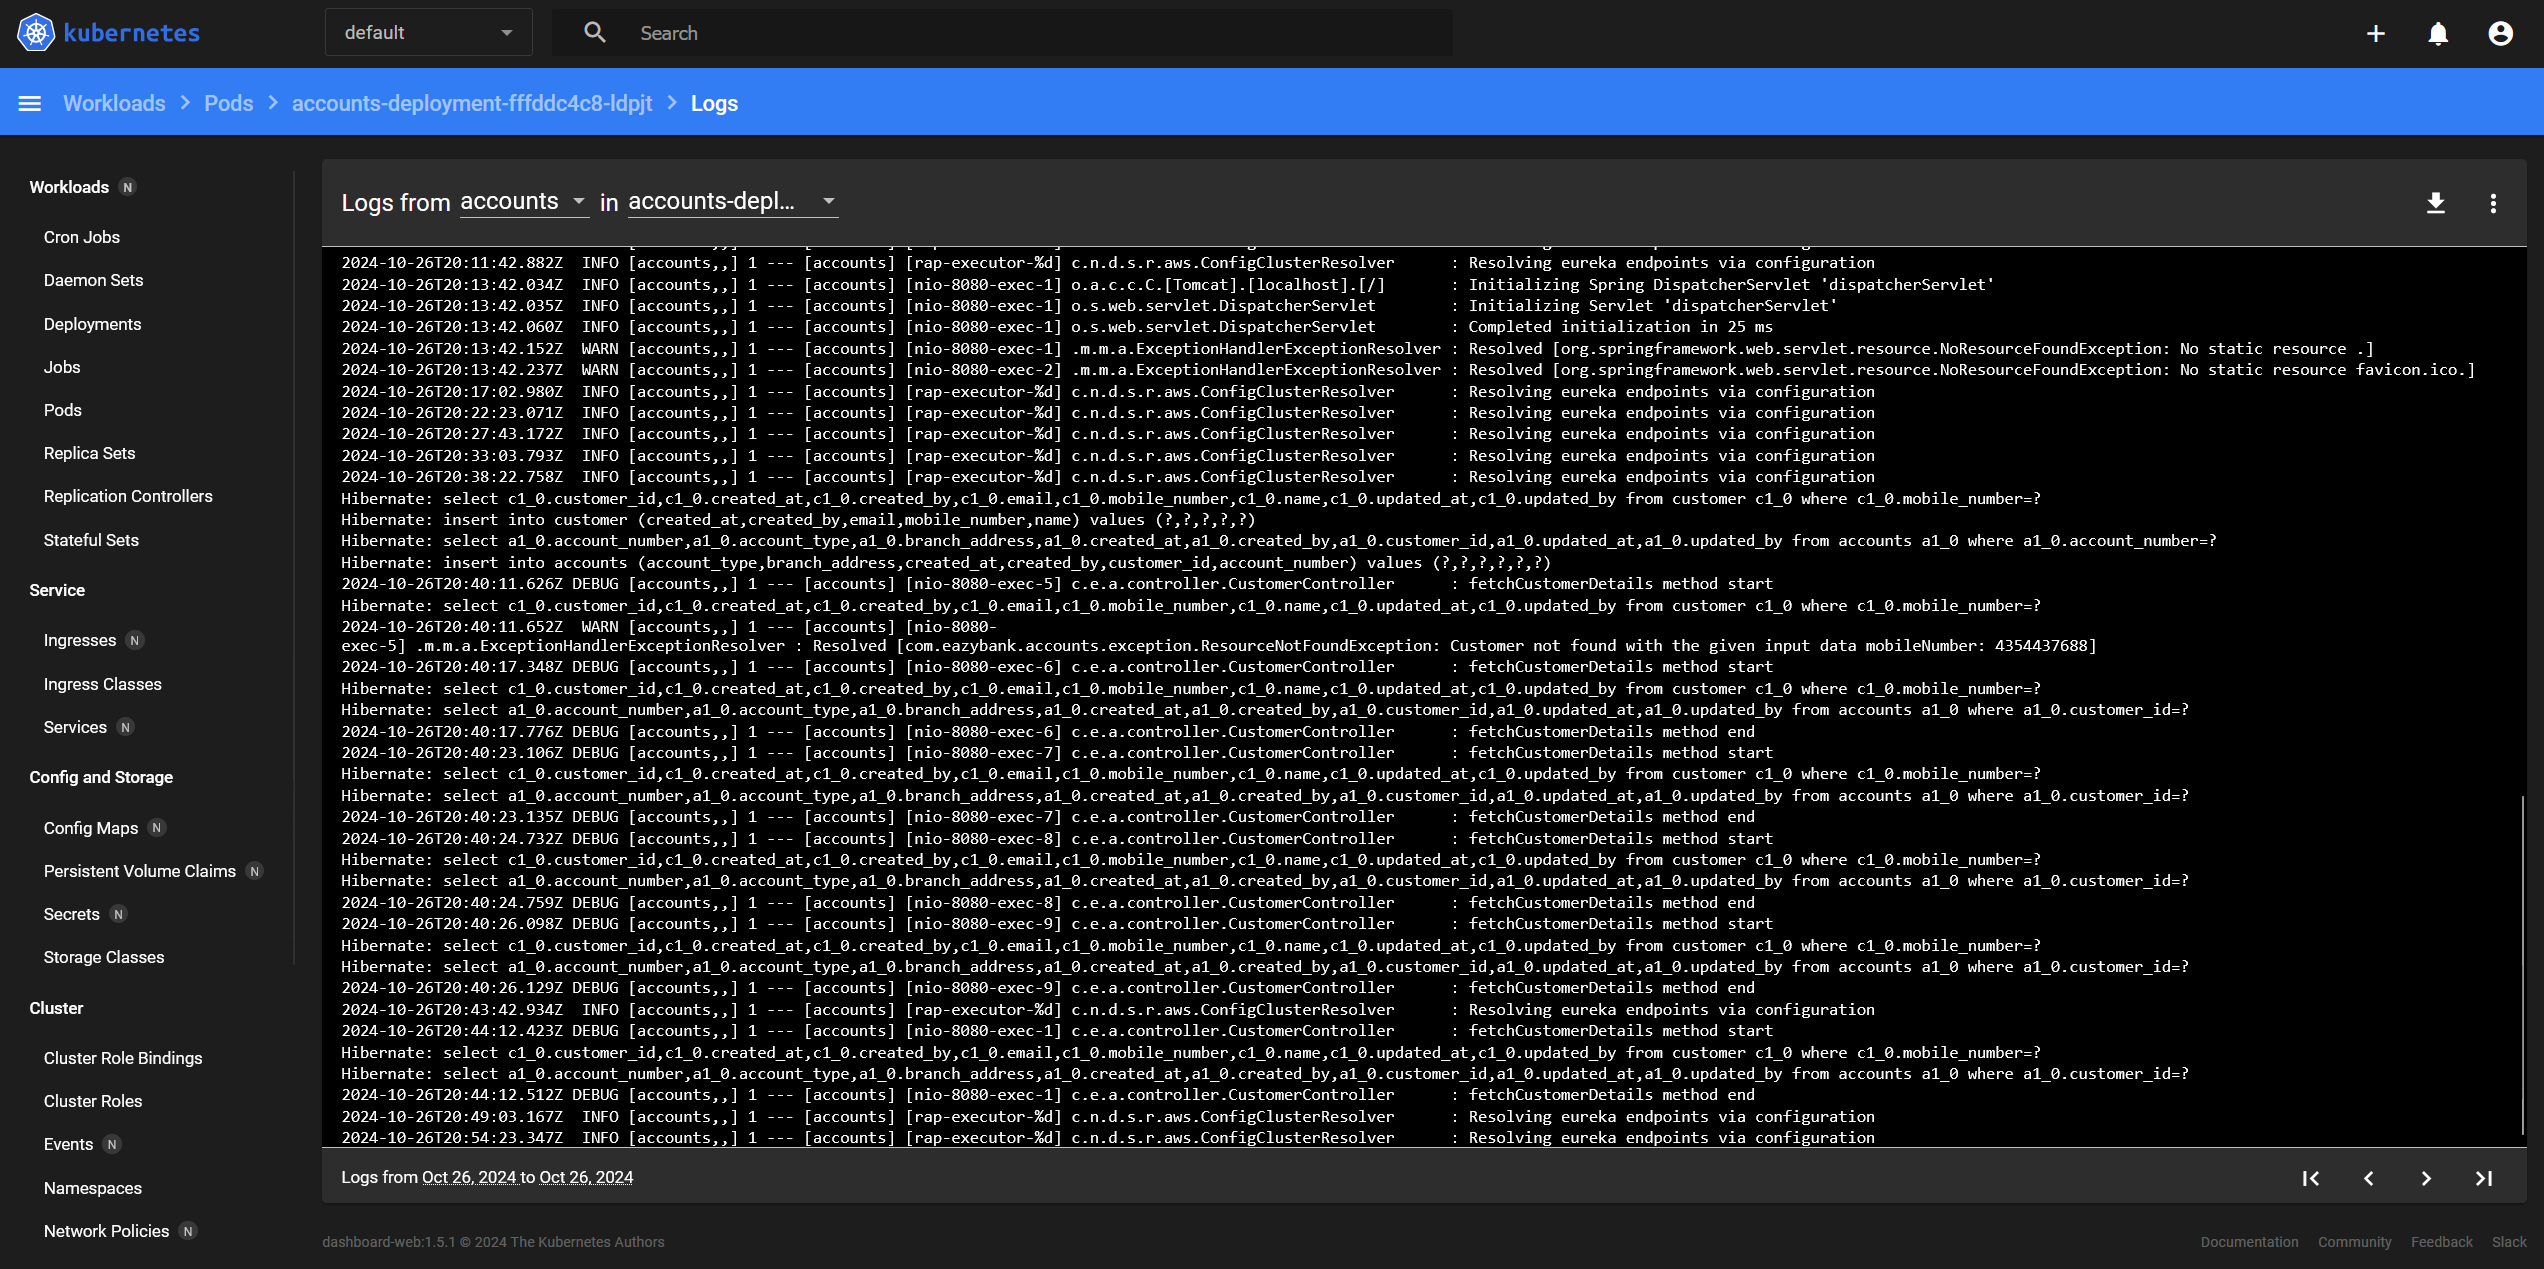 kubernetes
default
Search
Workloads > Pods > accounts-deployment-fffddc4c8-ldpjt > Logs
Workloads N
Cron Jobs
Daemon Sets
Deployments
Jobs
Pods
Replica Sets
Replication Controllers
Stateful Sets
Service
Ingresses N
Ingress Classes
Services N
Config and Storage
Config Maps N
Persistent Volume Claims N
Secrets N
Storage Classes
Cluster
Cluster Role Bindings
Cluster Roles
Events N
Namespaces
Network Policies N
Logs from accounts in accounts-depl...
2024-10-26T20:11:42.882Z  INFO [accounts,,] 1 --- [accounts] [rap-executor-%d] c.n.d.s.r.aws.ConfigClusterResolver      : Resolving eureka endpoints via configuration
2024-10-26T20:13:42.034Z  INFO [accounts,,] 1 --- [accounts] [nio-8080-exec-1] o.a.c.c.C.[Tomcat].[localhost].[/]       : Initializing Spring DispatcherServlet 'dispatcherServlet'
2024-10-26T20:13:42.035Z  INFO [accounts,,] 1 --- [accounts] [nio-8080-exec-1] o.s.web.servlet.DispatcherServlet        : Initializing Servlet 'dispatcherServlet'
2024-10-26T20:13:42.060Z  INFO [accounts,,] 1 --- [accounts] [nio-8080-exec-1] o.s.web.servlet.DispatcherServlet        : Completed initialization in 25 ms
2024-10-26T20:13:42.152Z  WARN [accounts,,] 1 --- [accounts] [nio-8080-exec-1] .m.m.a.ExceptionHandlerExceptionResolver : Resolved [org.springframework.web.servlet.resource.NoResourceFoundException: No static resource .]
2024-10-26T20:13:42.237Z  WARN [accounts,,] 1 --- [accounts] [nio-8080-exec-2] .m.m.a.ExceptionHandlerExceptionResolver : Resolved [org.springframework.web.servlet.resource.NoResourceFoundException: No static resource favicon.ico.]
2024-10-26T20:17:02.980Z  INFO [accounts,,] 1 --- [accounts] [rap-executor-%d] c.n.d.s.r.aws.ConfigClusterResolver      : Resolving eureka endpoints via configuration
2024-10-26T20:22:23.071Z  INFO [accounts,,] 1 --- [accounts] [rap-executor-%d] c.n.d.s.r.aws.ConfigClusterResolver      : Resolving eureka endpoints via configuration
2024-10-26T20:27:43.172Z  INFO [accounts,,] 1 --- [accounts] [rap-executor-%d] c.n.d.s.r.aws.ConfigClusterResolver      : Resolving eureka endpoints via configuration
2024-10-26T20:33:03.793Z  INFO [accounts,,] 1 --- [accounts] [rap-executor-%d] c.n.d.s.r.aws.ConfigClusterResolver      : Resolving eureka endpoints via configuration
2024-10-26T20:38:22.758Z  INFO [accounts,,] 1 --- [accounts] [rap-executor-%d] c.n.d.s.r.aws.ConfigClusterResolver      : Resolving eureka endpoints via configuration
Hibernate: select c1_0.customer_id,c1_0.created_at,c1_0.created_by,c1_0.email,c1_0.mobile_number,c1_0.name,c1_0.updated_at,c1_0.updated_by from customer c1_0 where c1_0.mobile_number=?
Hibernate: insert into customer (created_at,created_by,email,mobile_number,name) values (?,?,?,?,?)
Hibernate: select a1_0.account_number,a1_0.account_type,a1_0.branch_address,a1_0.created_at,a1_0.created_by,a1_0.customer_id,a1_0.updated_at,a1_0.updated_by from accounts a1_0 where a1_0.account_number=?
Hibernate: insert into accounts (account_type,branch_address,created_at,created_by,customer_id,account_number) values (?,?,?,?,?,?)
2024-10-26T20:40:11.626Z DEBUG [accounts,,] 1 --- [accounts] [nio-8080-exec-5] c.e.a.controller.CustomerController      : fetchCustomerDetails method start
Hibernate: select c1_0.customer_id,c1_0.created_at,c1_0.created_by,c1_0.email,c1_0.mobile_number,c1_0.name,c1_0.updated_at,c1_0.updated_by from customer c1_0 where c1_0.mobile_number=?
2024-10-26T20:40:11.652Z  WARN [accounts,,] 1 --- [accounts] [nio-8080-
exec-5] .m.m.a.ExceptionHandlerExceptionResolver : Resolved [com.eazybank.accounts.exception.ResourceNotFoundException: Customer not found with the given input data mobileNumber: 4354437688]
2024-10-26T20:40:17.348Z DEBUG [accounts,,] 1 --- [accounts] [nio-8080-exec-6] c.e.a.controller.CustomerController      : fetchCustomerDetails method start
Hibernate: select c1_0.customer_id,c1_0.created_at,c1_0.created_by,c1_0.email,c1_0.mobile_number,c1_0.name,c1_0.updated_at,c1_0.updated_by from customer c1_0 where c1_0.mobile_number=?
Hibernate: select a1_0.account_number,a1_0.account_type,a1_0.branch_address,a1_0.created_at,a1_0.created_by,a1_0.customer_id,a1_0.updated_at,a1_0.updated_by from accounts a1_0 where a1_0.customer_id=?
2024-10-26T20:40:17.776Z DEBUG [accounts,,] 1 --- [accounts] [nio-8080-exec-6] c.e.a.controller.CustomerController      : fetchCustomerDetails method end
2024-10-26T20:40:23.106Z DEBUG [accounts,,] 1 --- [accounts] [nio-8080-exec-7] c.e.a.controller.CustomerController      : fetchCustomerDetails method start
Hibernate: select c1_0.customer_id,c1_0.created_at,c1_0.created_by,c1_0.email,c1_0.mobile_number,c1_0.name,c1_0.updated_at,c1_0.updated_by from customer c1_0 where c1_0.mobile_number=?
Hibernate: select a1_0.account_number,a1_0.account_type,a1_0.branch_address,a1_0.created_at,a1_0.created_by,a1_0.customer_id,a1_0.updated_at,a1_0.updated_by from accounts a1_0 where a1_0.customer_id=?
2024-10-26T20:40:23.135Z DEBUG [accounts,,] 1 --- [accounts] [nio-8080-exec-7] c.e.a.controller.CustomerController      : fetchCustomerDetails method end
2024-10-26T20:40:24.732Z DEBUG [accounts,,] 1 --- [accounts] [nio-8080-exec-8] c.e.a.controller.CustomerController      : fetchCustomerDetails method start
Hibernate: select c1_0.customer_id,c1_0.created_at,c1_0.created_by,c1_0.email,c1_0.mobile_number,c1_0.name,c1_0.updated_at,c1_0.updated_by from customer c1_0 where c1_0.mobile_number=?
Hibernate: select a1_0.account_number,a1_0.account_type,a1_0.branch_address,a1_0.created_at,a1_0.created_by,a1_0.customer_id,a1_0.updated_at,a1_0.updated_by from accounts a1_0 where a1_0.customer_id=?
2024-10-26T20:40:24.759Z DEBUG [accounts,,] 1 --- [accounts] [nio-8080-exec-8] c.e.a.controller.CustomerController      : fetchCustomerDetails method end
2024-10-26T20:40:26.098Z DEBUG [accounts,,] 1 --- [accounts] [nio-8080-exec-9] c.e.a.controller.CustomerController      : fetchCustomerDetails method start
Hibernate: select c1_0.customer_id,c1_0.created_at,c1_0.created_by,c1_0.email,c1_0.mobile_number,c1_0.name,c1_0.updated_at,c1_0.updated_by from customer c1_0 where c1_0.mobile_number=?
Hibernate: select a1_0.account_number,a1_0.account_type,a1_0.branch_address,a1_0.created_at,a1_0.created_by,a1_0.customer_id,a1_0.updated_at,a1_0.updated_by from accounts a1_0 where a1_0.customer_id=?
2024-10-26T20:40:26.129Z DEBUG [accounts,,] 1 --- [accounts] [nio-8080-exec-9] c.e.a.controller.CustomerController      : fetchCustomerDetails method end
2024-10-26T20:43:42.934Z  INFO [accounts,,] 1 --- [accounts] [rap-executor-%d] c.n.d.s.r.aws.ConfigClusterResolver      : Resolving eureka endpoints via configuration
2024-10-26T20:44:12.423Z DEBUG [accounts,,] 1 --- [accounts] [nio-8080-exec-1] c.e.a.controller.CustomerController      : fetchCustomerDetails method start
Hibernate: select c1_0.customer_id,c1_0.created_at,c1_0.created_by,c1_0.email,c1_0.mobile_number,c1_0.name,c1_0.updated_at,c1_0.updated_by from customer c1_0 where c1_0.mobile_number=?
Hibernate: select a1_0.account_number,a1_0.account_type,a1_0.branch_address,a1_0.created_at,a1_0.created_by,a1_0.customer_id,a1_0.updated_at,a1_0.updated_by from accounts a1_0 where a1_0.customer_id=?
2024-10-26T20:44:12.512Z DEBUG [accounts,,] 1 --- [accounts] [nio-8080-exec-1] c.e.a.controller.CustomerController      : fetchCustomerDetails method end
2024-10-26T20:49:03.167Z  INFO [accounts,,] 1 --- [accounts] [rap-executor-%d] c.n.d.s.r.aws.ConfigClusterResolver      : Resolving eureka endpoints via configuration
2024-10-26T20:54:23.347Z  INFO [accounts,,] 1 --- [accounts] [rap-executor-%d] c.n.d.s.r.aws.ConfigClusterResolver      : Resolving eureka endpoints via configuration
Logs from Oct 26, 2024 to Oct 26, 2024
dashboard-web:1.5.1 © 2024 The Kubernetes Authors
Documentation Community Feedback Slack